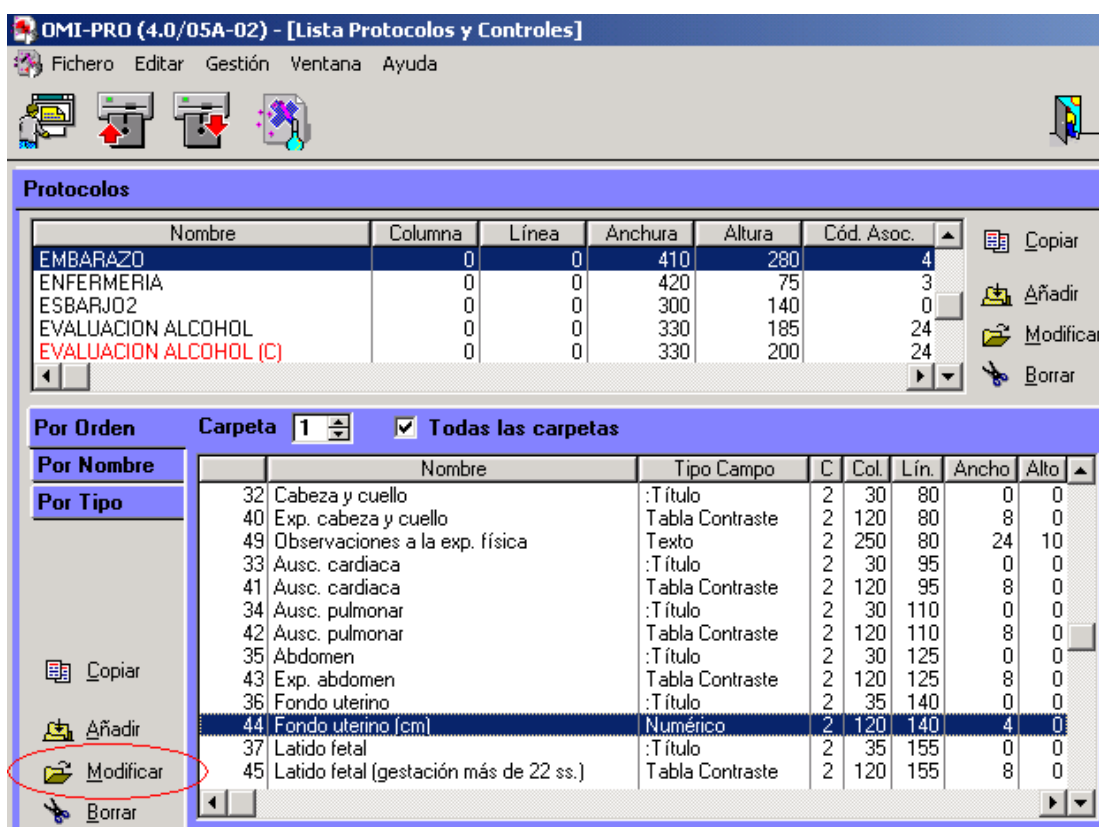 OMI-PRO (4.0/05A-02) - [Lista Protocolos y Controles]
Fichero Editar Gestión Ventana Ayuda
Protocolos
Nombre Columna Línea Anchura Altura Cód. Asoc.
EMBARAZO 0 0 410 280 4
ENFERMERIA 0 0 420 75 3
ESBARJO2 0 0 300 140 0
EVALUACION ALCOHOL 0 0 330 185 24
EVALUACION ALCOHOL (C) 0 0 330 200 24
Copiar
Añadir
Modificar
Borrar
Por Orden Carpeta 1 Todas las carpetas
Por Nombre
Por Tipo
Nombre Tipo Campo C Col. Lín. Ancho Alto
32 Cabeza y cuello :Título 2 30 80 0 0
40 Exp. cabeza y cuello Tabla Contraste 2 120 80 8 0
49 Observaciones a la exp. física Texto 2 250 80 24 10
33 Ausc. cardiaca :Título 2 30 95 0 0
41 Ausc. cardiaca Tabla Contraste 2 120 95 8 0
34 Ausc. pulmonar :Título 2 30 110 0 0
42 Ausc. pulmonar Tabla Contraste 2 120 110 8 0
35 Abdomen :Título 2 30 125 0 0
43 Exp. abdomen Tabla Contraste 2 120 125 8 0
36 Fondo uterino :Título 2 35 140 0 0
44 Fondo uterino (cm) Numérico 2 120 140 4 0
37 Latido fetal :Título 2 35 155 0 0
45 Latido fetal (gestación más de 22 ss.) Tabla Contraste 2 120 155 8 0
Copiar
Añadir
Modificar
Borrar